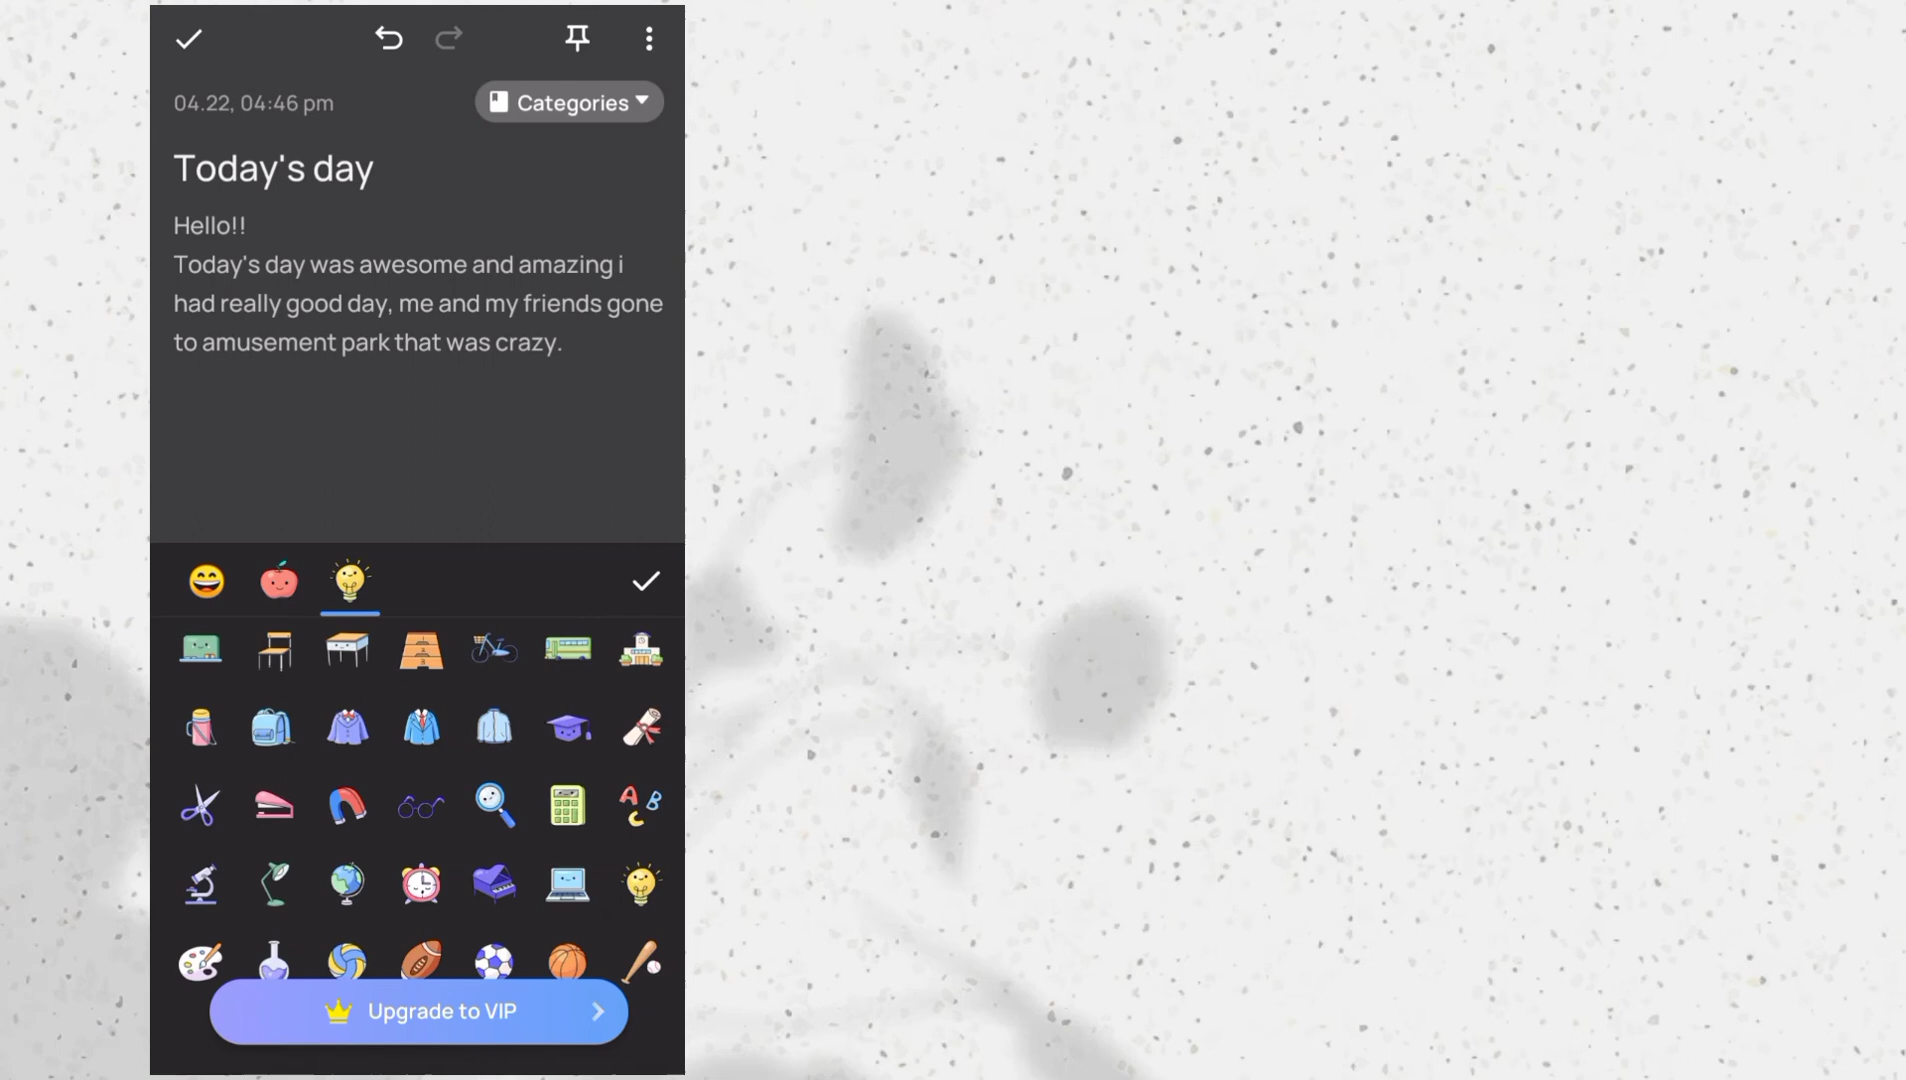 04.22, 04:46 pm
Categories
Today's day
Hello!!
Today's day was awesome and amazing i
had really good day, me and my friends gone
to amusement park that was crazy.
A B
C
Upgrade to VIP